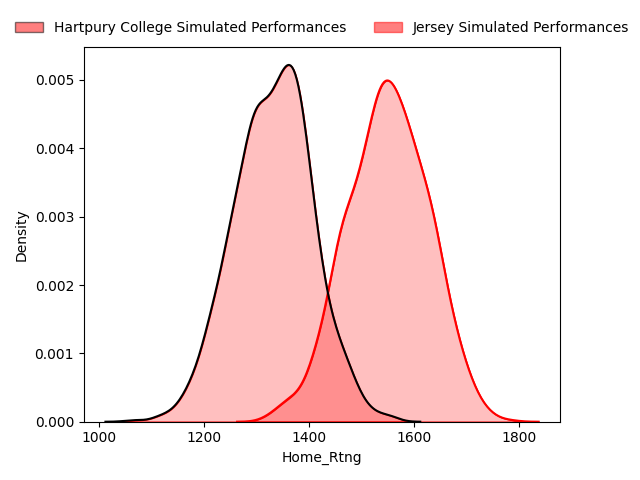 Hartpury College Simulated Performances Jersey Simulated Performances
0.005
0.004
0.003
0.002
0.001
0.000
Density
1000 1200 1400 1600 1800
Home_Rtng